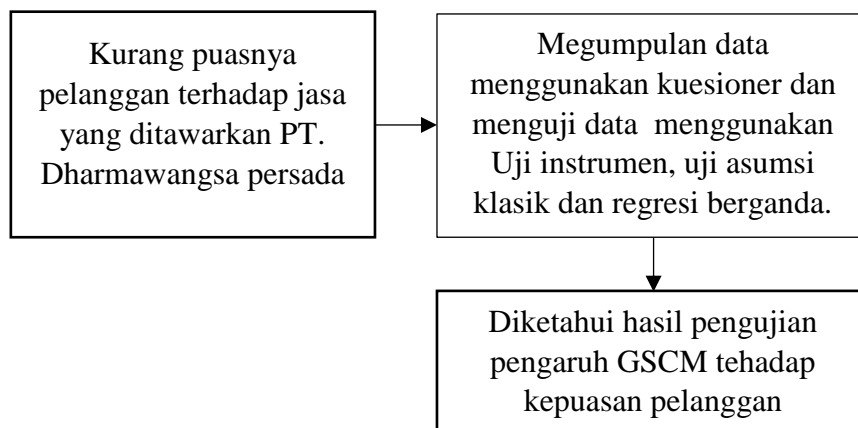 Kurang puasnya
pelanggan terhadap jasa
yang ditawarkan PT.
Dharmawangsa persada
Megumpulan data
menggunakan kuesioner dan
menguji data  menggunakan
Uji instrumen, uji asumsi
klasik dan regresi berganda.
Diketahui hasil pengujian
pengaruh GSCM tehadap
kepuasan pelanggan